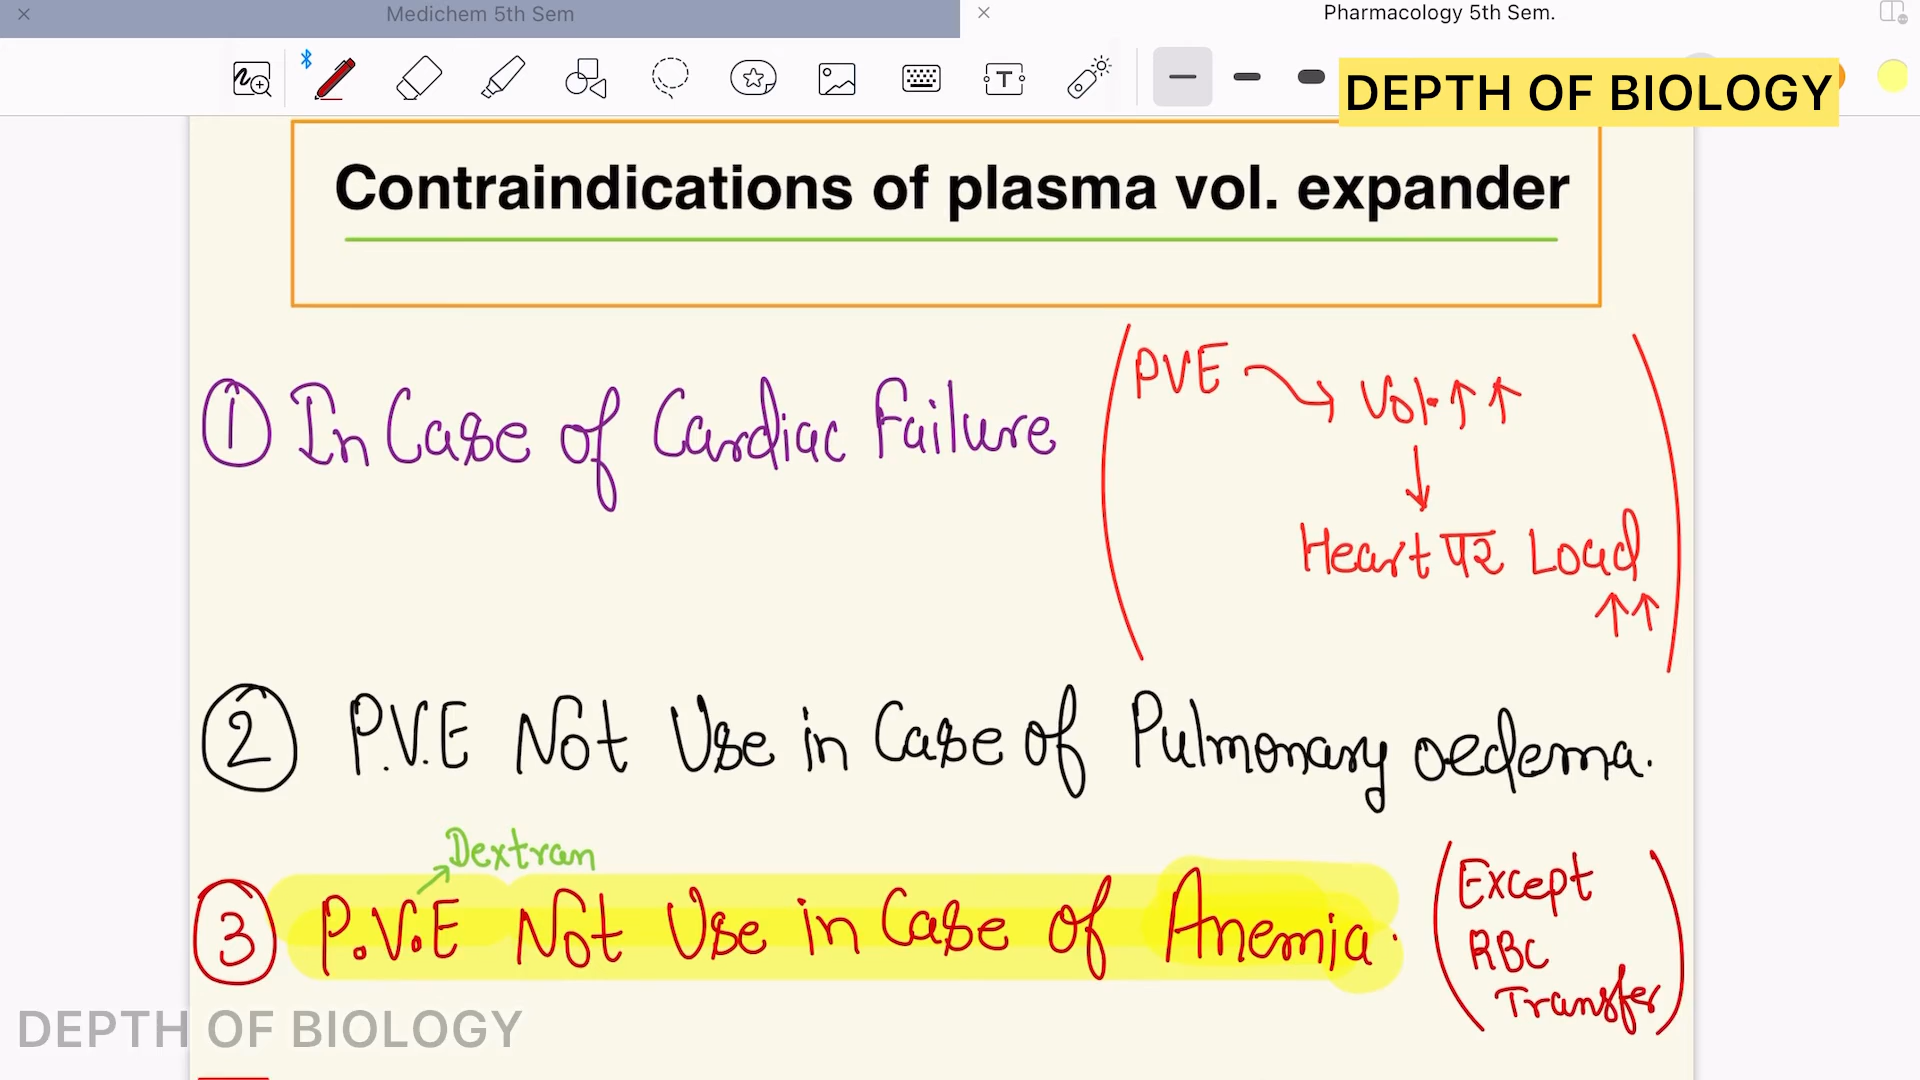 Medichem 5th Sem
Pharmacology 5th Sem.
DEPTH OF BIOLOGY
Contraindications of plasma vol. expander
① In Case of Cardiac Failure
PVE → Vol. ↑ ↑
↓
Heart पर Load
↑↑
② P.V.E Not Use in Case of Pulmonary oedema.
Dextran
③ P.V.E Not Use in Case of Anemia.
(Except
RBC
Transfer)
DEPTH OF BIOLOGY